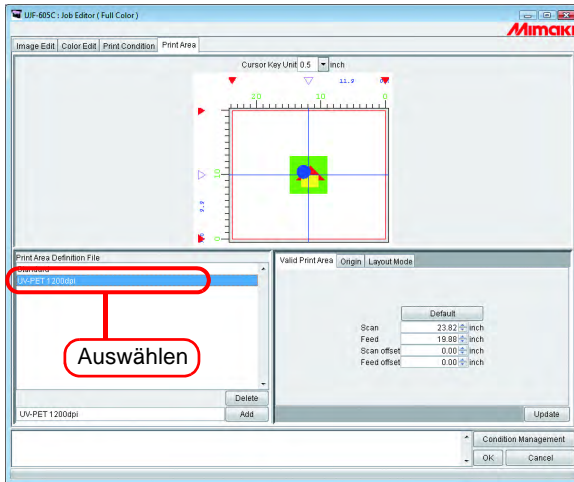 UJF-605C : Job Editor ( Full Color )
Mimaki
Image Edit Color Edit Print Condition Print Area
Cursor Key Unit 0.5 inch
11.9
20 10 0
10
9.9
0
Print Area Definition File
Standard
UV-PET 1200dpi
Auswählen
Delete
UV-PET 1200dpi Add
Valid Print Area Origin Layout Mode
Default
Scan 23.82 inch
Feed 19.88 inch
Scan offset 0.00 inch
Feed offset 0.00 inch
Update
Condition Management
OK Cancel